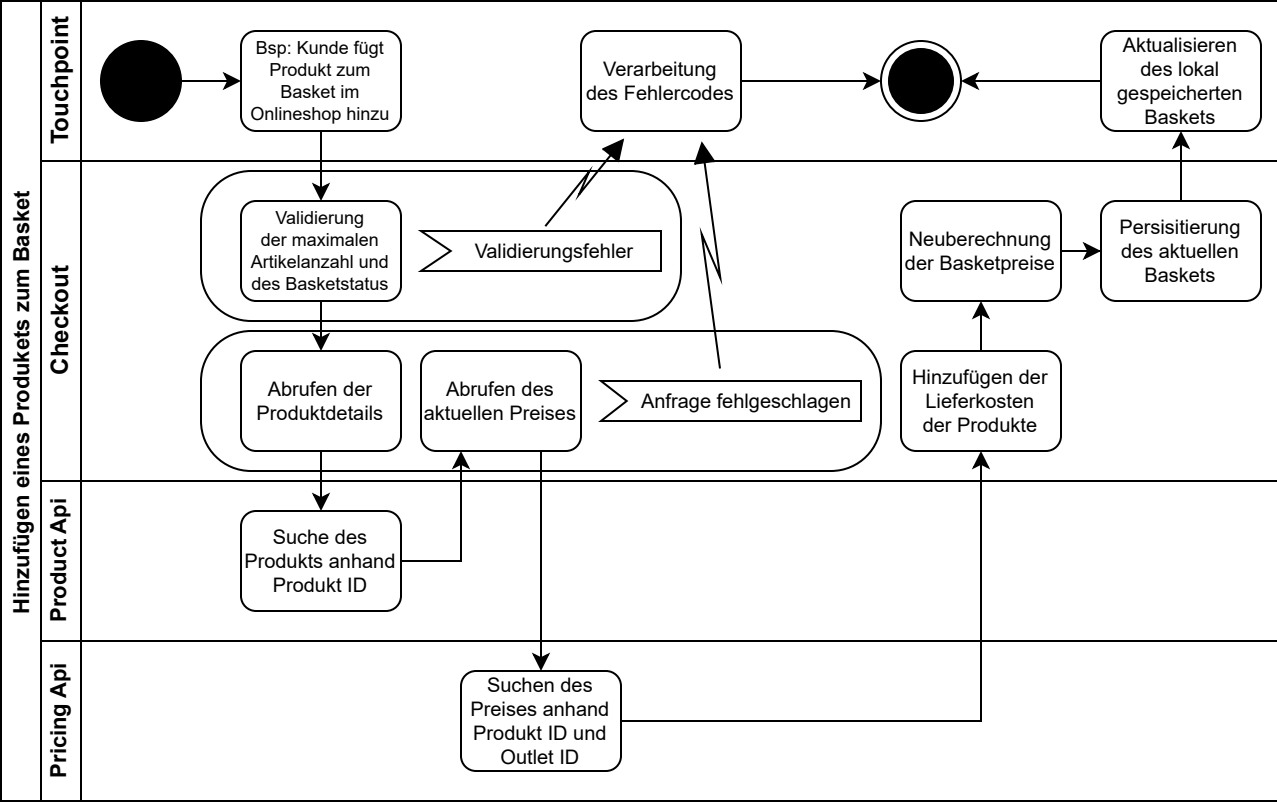 Hinzufügen eines Produkets zum Basket
Touchpoint
Bsp: Kunde fügt
Produkt zum
Basket im
Onlineshop hinzu
Verarbeitung
des Fehlercodes
Aktualisieren
des lokal
gespeicherten
Baskets
Checkout
Validierung
der maximalen
Artikelanzahl und
des Basketstatus
Validierungsfehler
Neuberechnung
der Basketpreise
Persisitierung
des aktuellen
Baskets
Abrufen der
Produktdetails
Abrufen des
aktuellen Preises
Anfrage fehlgeschlagen
Hinzufügen der
Lieferkosten
der Produkte
Product Api
Suche des
Produkts anhand
Produkt ID
Pricing Api
Suchen des
Preises anhand
Produkt ID und
Outlet ID